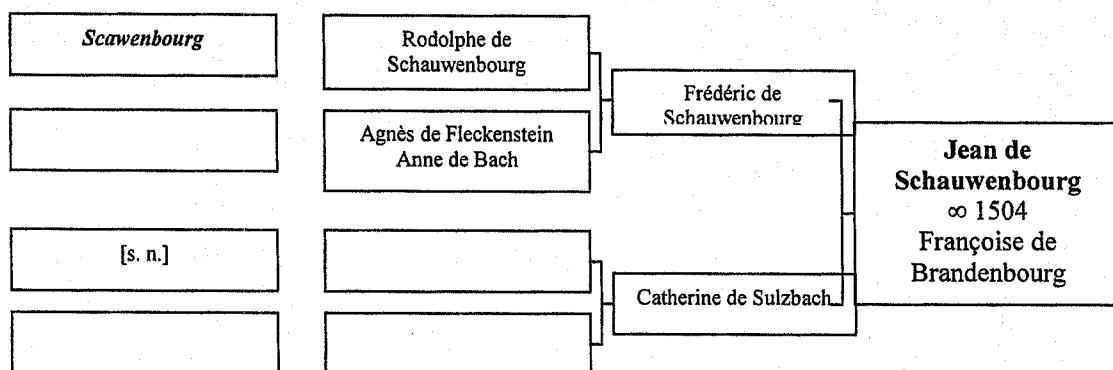 Scawenbourg
Rodolphe de
Schauwenbourg
Agnès de Fleckenstein
Anne de Bach
[s. n.]
Frédéric de
Schauwenbourg
Catherine de Sulzbach
Jean de
Schauwenbourg
∞ 1504
Françoise de
Brandenbourg